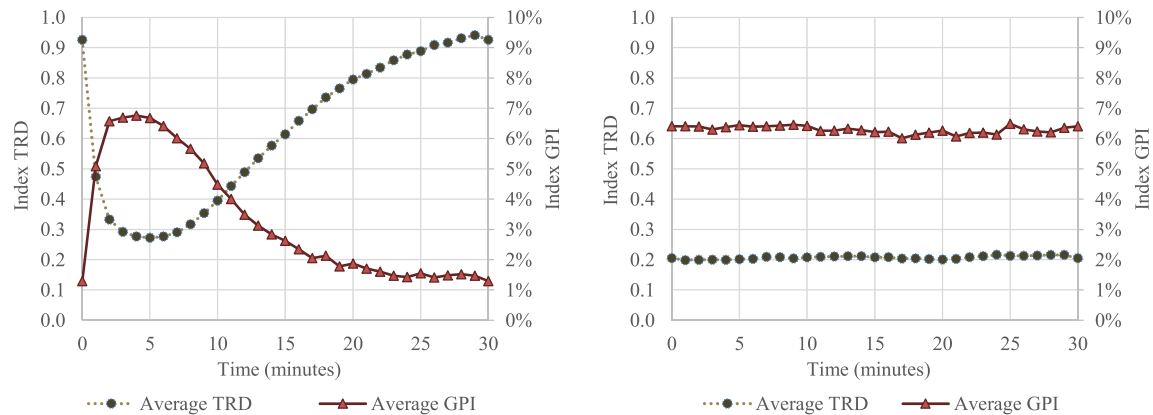 1.0 10% 1.0 10%
0.9 9% 0.9 9%
0.8 8% 0.8 8%
0.7 7% 0.7 7%
0.6 6% 0.6 6%
0.5 5% 0.5 5%
0.4 4% 0.4 4%
0.3 3% 0.3 3%
0.2 2% 0.2 2%
0.1 1% 0.1 1%
0.0 0% 0.0 0%
Index TRD
Index GPI
Index TRD
Index GPI
0 5 10 15 20 25 30 0 5 10 15 20 25 30
Time (minutes) Time (minutes)
Average TRD Average GPI Average TRD Average GPI